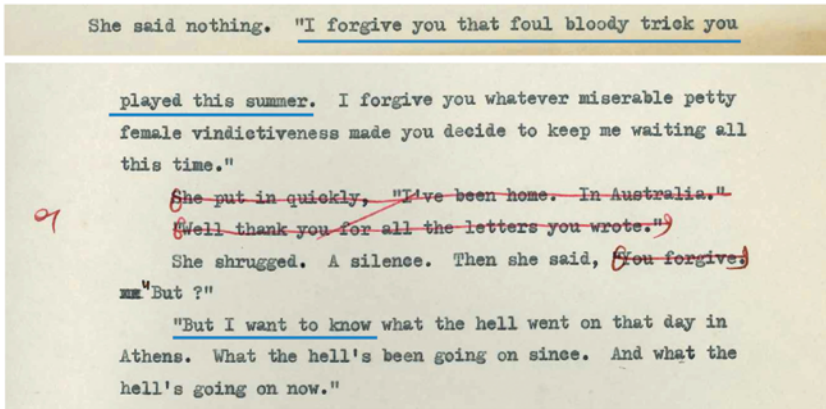 She said nothing. "I forgive you that foul bloody trick you
played this summer. I forgive you whatever miserable petty
female vindictiveness made you decide to keep me waiting all
this time."
She put in quickly, "I've been home. In Australia."
"Well thank you for all the letters you wrote."
She shrugged. A silence. Then she said, "You forgive.
"But ?"
"But I want to know what the hell went on that day in
Athens. What the hell's been going on since. And what the
hell's going on now."